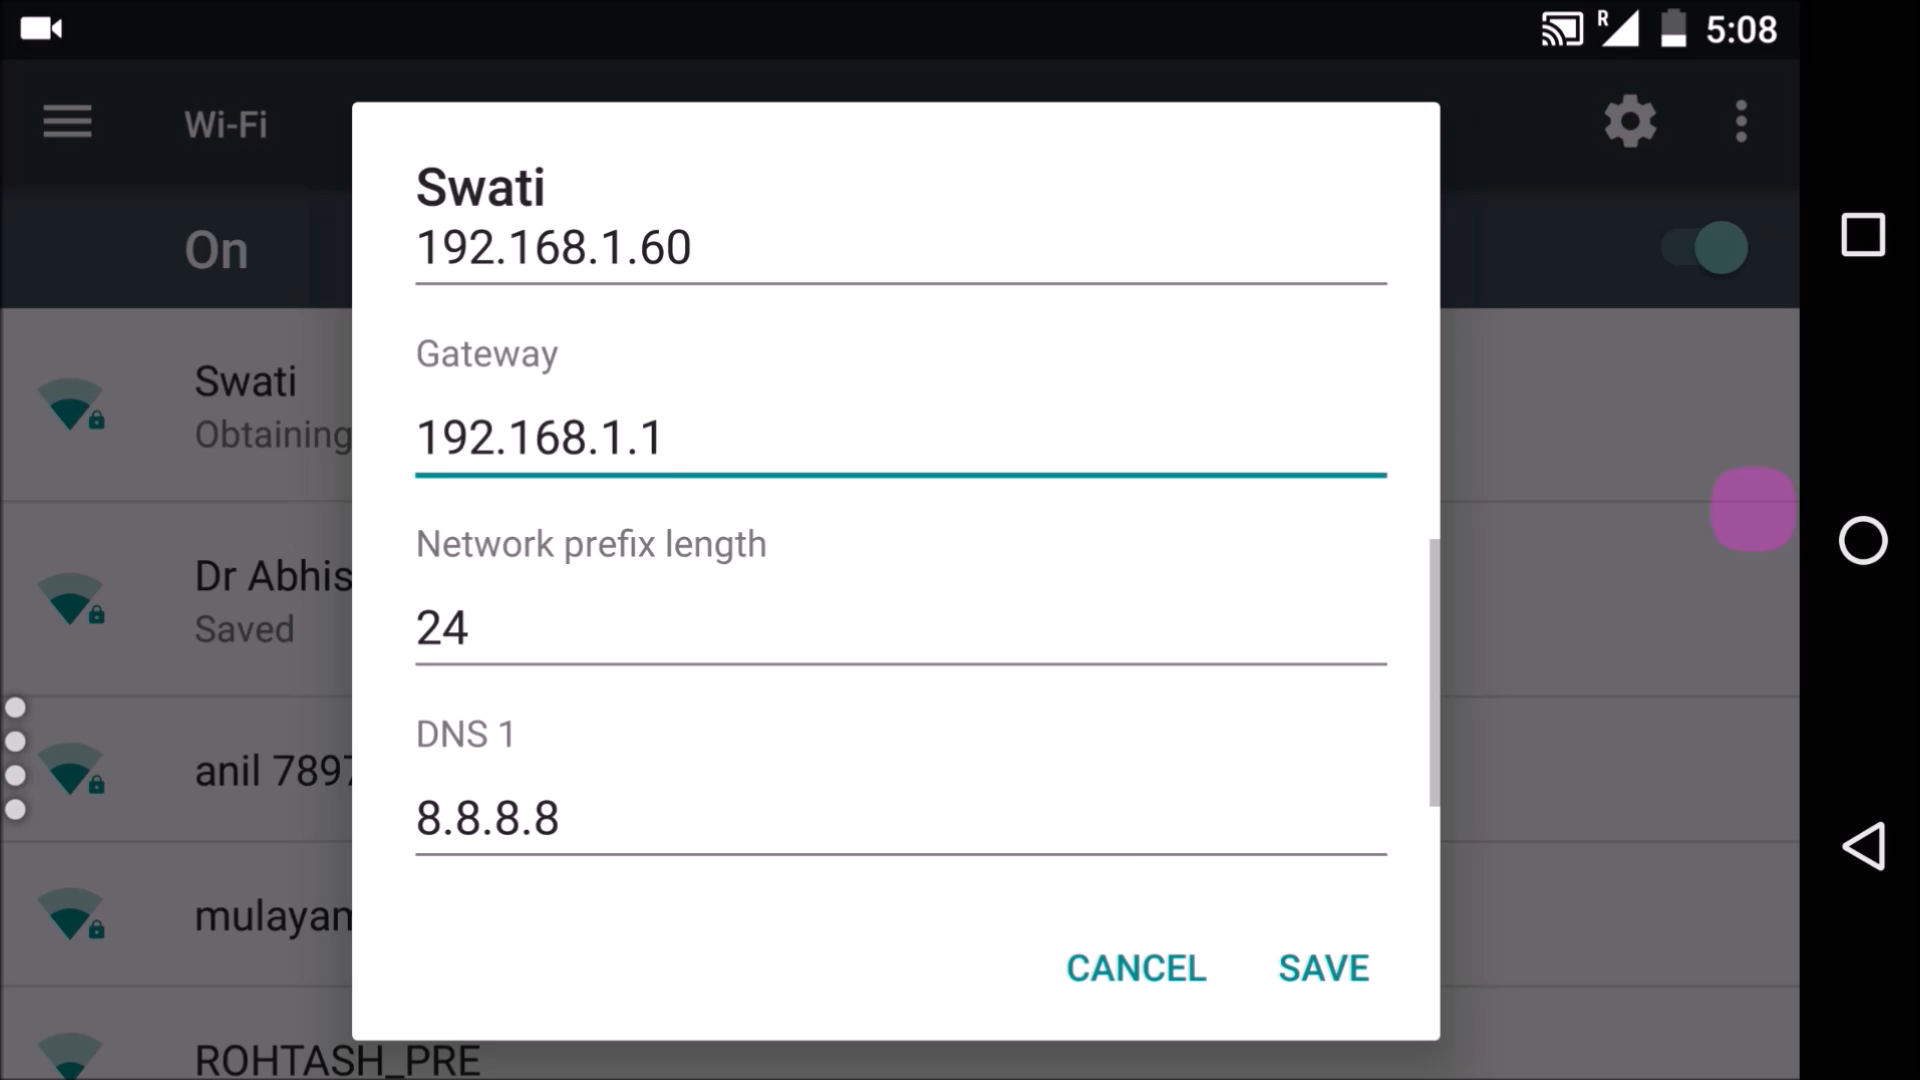 R 5:08
Wi-Fi
On
Swati
192.168.1.60
Gateway
192.168.1.1
Network prefix length
24
DNS 1
8.8.8.8
CANCEL SAVE
Swati
Obtaining
Dr Abhis
Saved
anil 7897
mulayan
ROHTASH_PRE